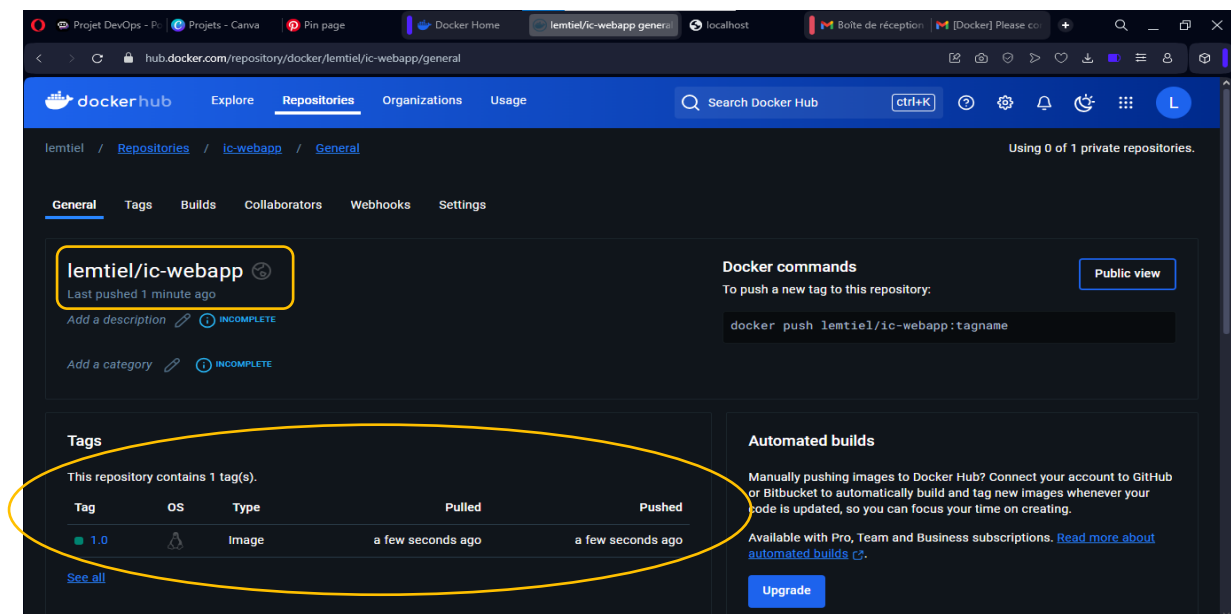 Projet DevOps - Po
Projets - Canva
Pin page
Docker Home
lemtiel/ic-webapp general
localhost
Boîte de réception
[Docker] Please co
hub.docker.com/repository/docker/lemtiel/ic-webapp/general
dockerhub
Explore
Repositories
Organizations
Usage
Search Docker Hub
ctrl+K
L
lemtiel / Repositories / ic-webapp / General
Using 0 of 1 private repositories.
General
Tags
Builds
Collaborators
Webhooks
Settings
lemtiel/ic-webapp
Last pushed 1 minute ago
Add a description
INCOMPLETE
Add a category
INCOMPLETE
Docker commands
Public view
To push a new tag to this repository:
docker push lemtiel/ic-webapp:tagname
Tags
This repository contains 1 tag(s).
Tag OS Type Pulled Pushed
1.0 Image a few seconds ago a few seconds ago
See all
Automated builds
Manually pushing images to Docker Hub? Connect your account to GitHub
or Bitbucket to automatically build and tag new images whenever your
code is updated, so you can focus your time on creating.
Available with Pro, Team and Business subscriptions. Read more about
automated builds
Upgrade